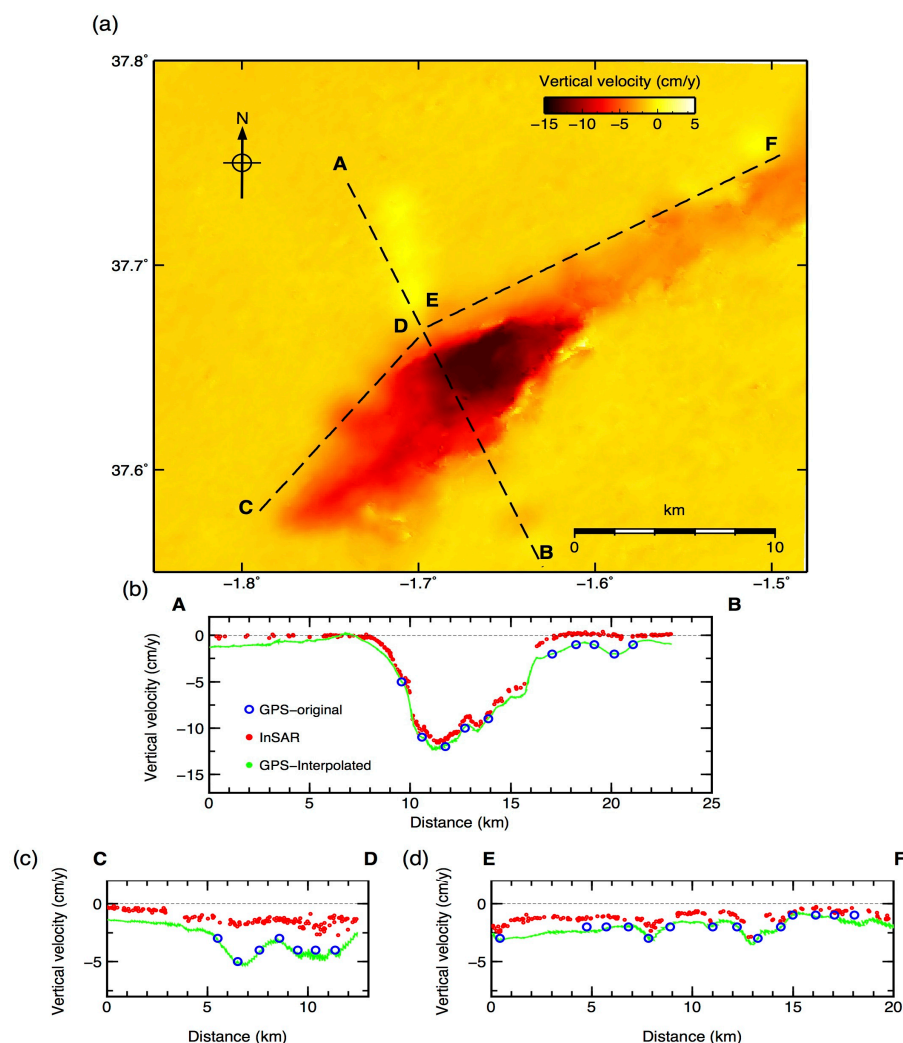 (a)
37.8°
Vertical velocity (cm/y)
−15 −10 −5 0 5
N
A
F
37.7°
E
D
37.6°
C
km
0 10
B
−1.8° −1.7° −1.6° −1.5°
(b)
A B
Vertical velocity (cm/y)
0
−5
−10
−15
GPS−original
InSAR
GPS−Interpolated
0 5 10 15 20 25
Distance (km)
(c) C D
Vertical velocity (cm/y)
0
−5
0 5 10
Distance (km)
(d) E F
Vertical velocity (cm/y)
0
−5
0 5 10 15 20
Distance (km)